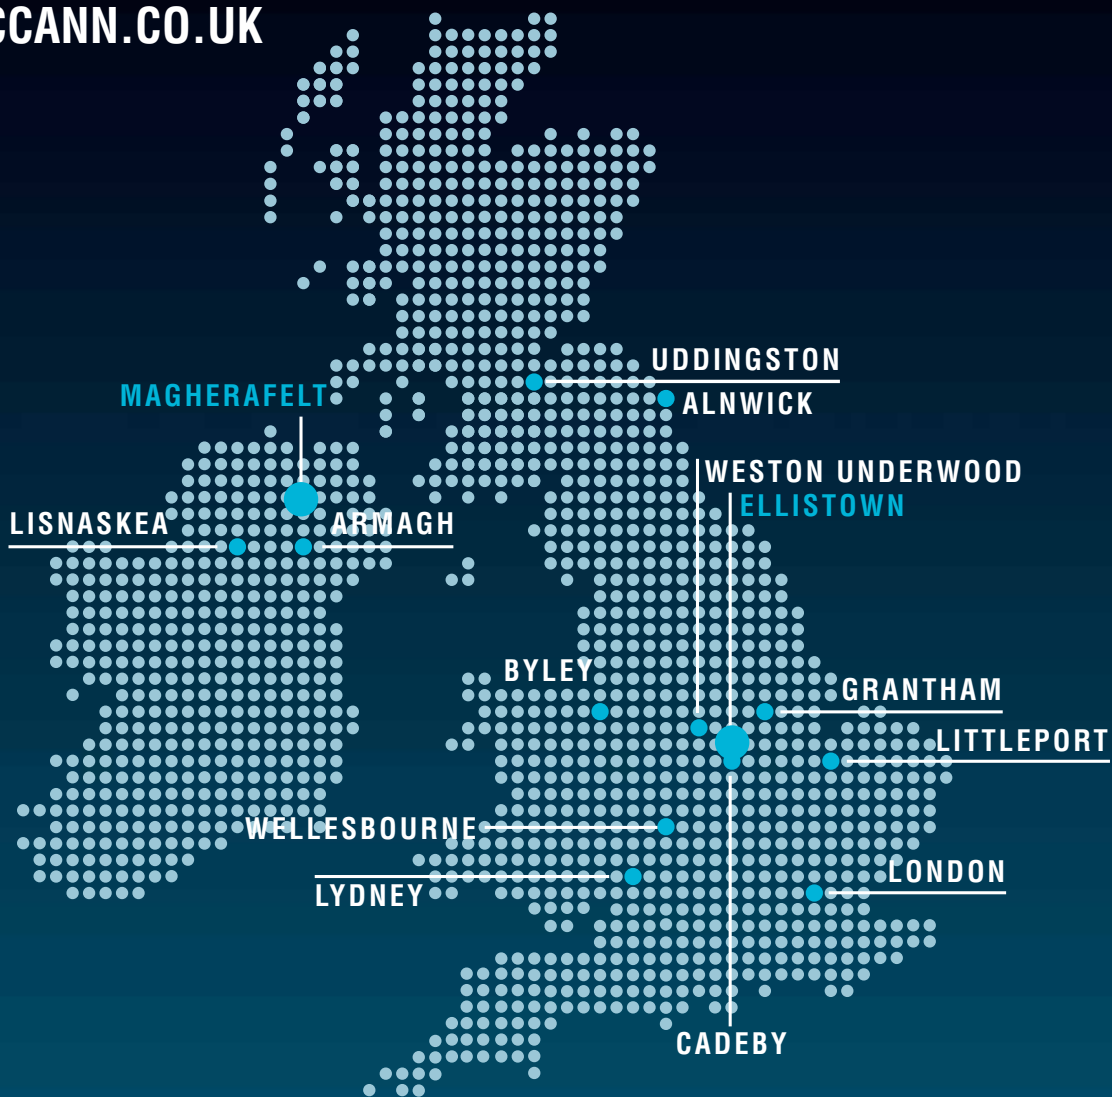 CCANN.CO.UK
UDDINGSTON
MAGHERAFELT
ALNWICK
WESTON UNDERWOOD
ELLISTOWN
LISNASKEA
ARMAGH
BYLEY
GRANTHAM
LITTLEPORT
WELLESBOURNE
LONDON
LYDNEY
CADEBY